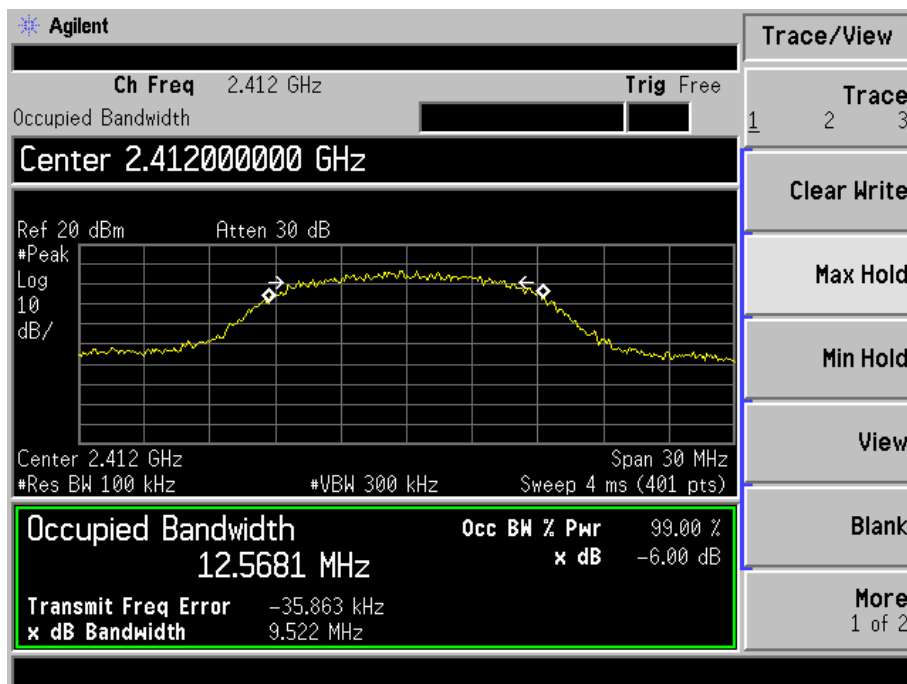 Agilent
Trace/View
Ch Freq 2.412 GHz Trig Free
Occupied Bandwidth
Center 2.412000000 GHz
Ref 20 dBm Atten 30 dB
#Peak
Log
10
dB/
Center 2.412 GHz Span 30 MHz
#Res BW 100 kHz #VBW 300 kHz Sweep 4 ms (401 pts)
Occupied Bandwidth
12.5681 MHz
Occ BW % Pwr 99.00 %
x dB -6.00 dB
Transmit Freq Error -35.863 kHz
x dB Bandwidth 9.522 MHz
Trace
1 2 3
Clear Write
Max Hold
Min Hold
View
Blank
More
1 of 2